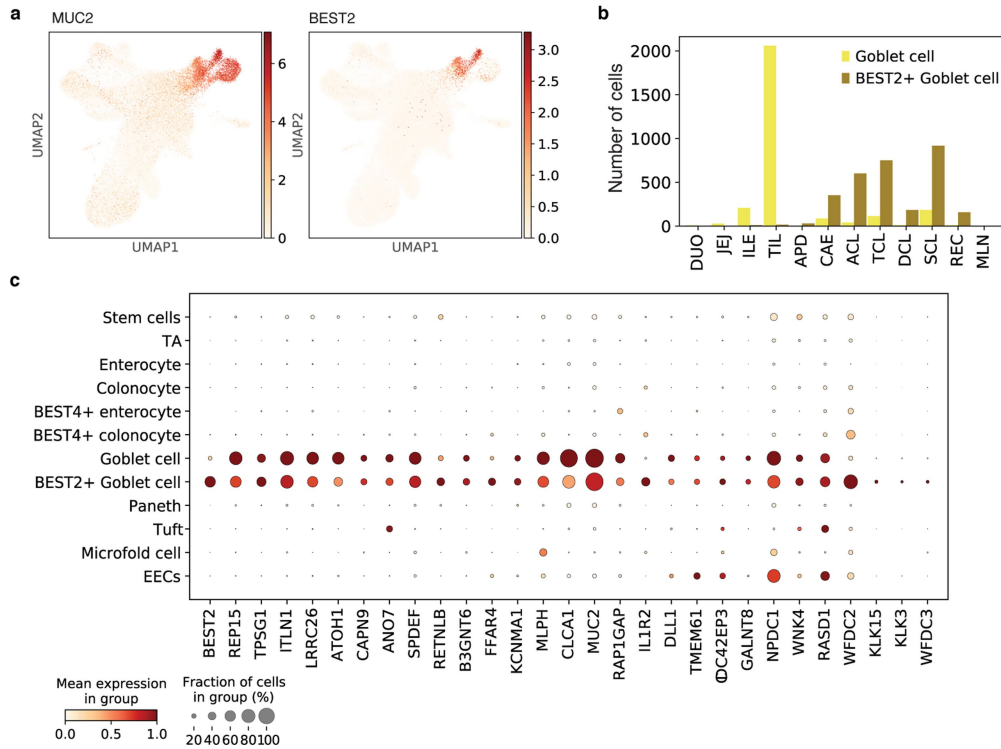 a
MUC2
BEST2
UMAP2
UMAP1
6
4
2
0
UMAP2
UMAP1
3.0
2.5
2.0
1.5
1.0
0.5
0.0
b
Number of cells
2000
1500
1000
500
0
Goblet cell
BEST2+ Goblet cell
DUO
JEJ
ILE
TIL
APD
CAE
ACL
TCL
DCL
SCL
REC
MLN
c
Stem cells
TA
Enterocyte
Colonocyte
BEST4+ enterocyte
BEST4+ colonocyte
Goblet cell
BEST2+ Goblet cell
Paneth
Tuft
Microfold cell
EECs
BEST2
REP15
TPSG1
ITLN1
LRRC26
ATOH1
CAPN9
ANO7
SPDEF
RETNLB
B3GNT6
FFAR4
KCNMA1
MLPH
CLCA1
MUC2
RAP1GAP
IL1R2
DLL1
TMEM61
CDC42EP3
GALNT8
NPDC1
WNK4
RASD1
WFDC2
KLK15
KLK3
WFDC3
Mean expression
in group
0.0 0.5 1.0
Fraction of cells
in group (%)
20 40 60 80 100